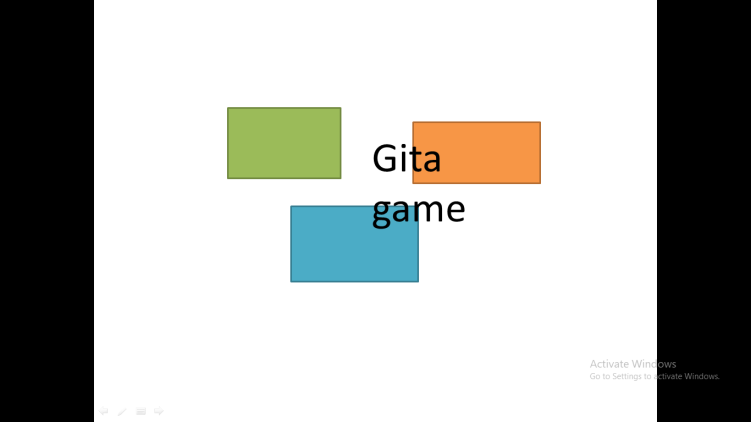 Gita
game
Activate Windows
Go to Settings to activate Windows.